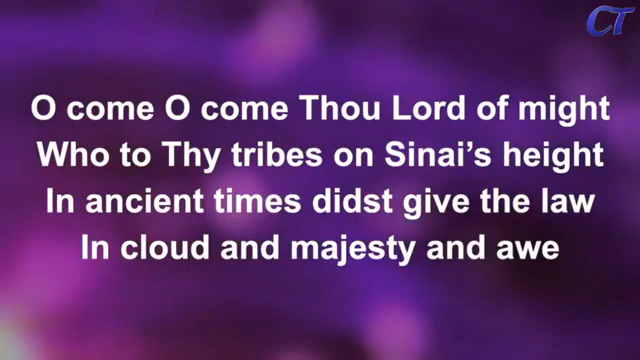 CT
O come O come Thou Lord of might
Who to Thy tribes on Sinai’s height
In ancient times didst give the law
In cloud and majesty and awe